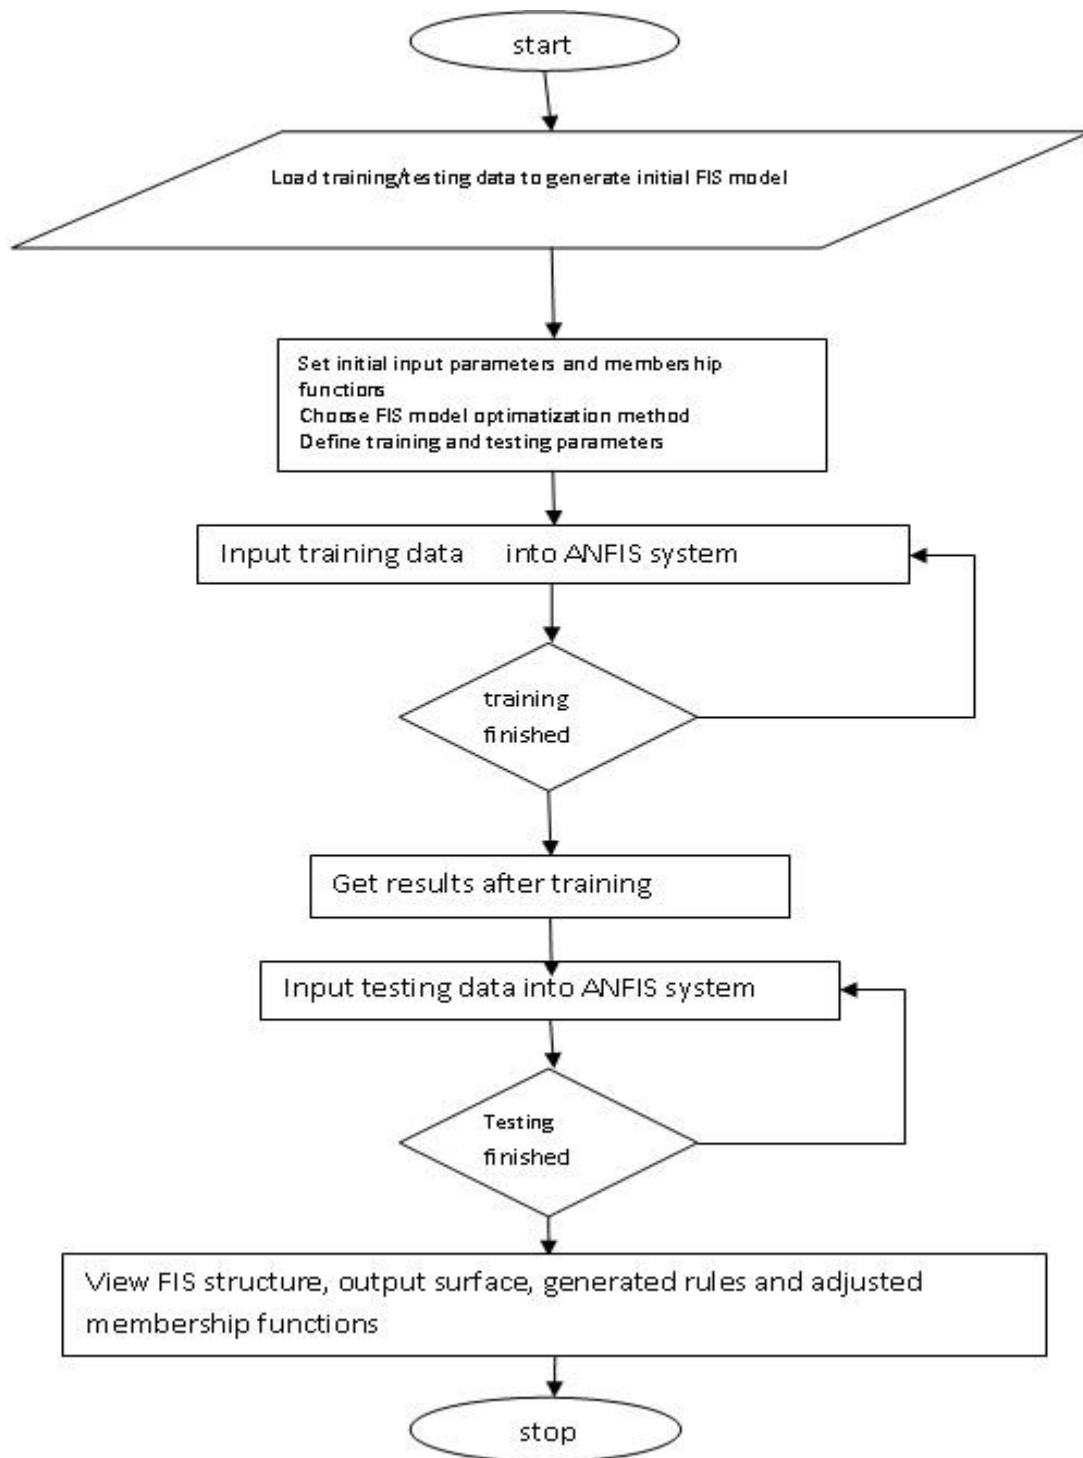 start
Load training/testing data to generate initial FIS model
Set initial input parameters and membership
functions
Choose FIS model optimatization method
Define training and testing parameters
Input training data into ANFIS system
training
finished
Get results after training
Input testing data into ANFIS system
Testing
finished
View FIS structure, output surface, generated rules and adjusted
membership functions
stop